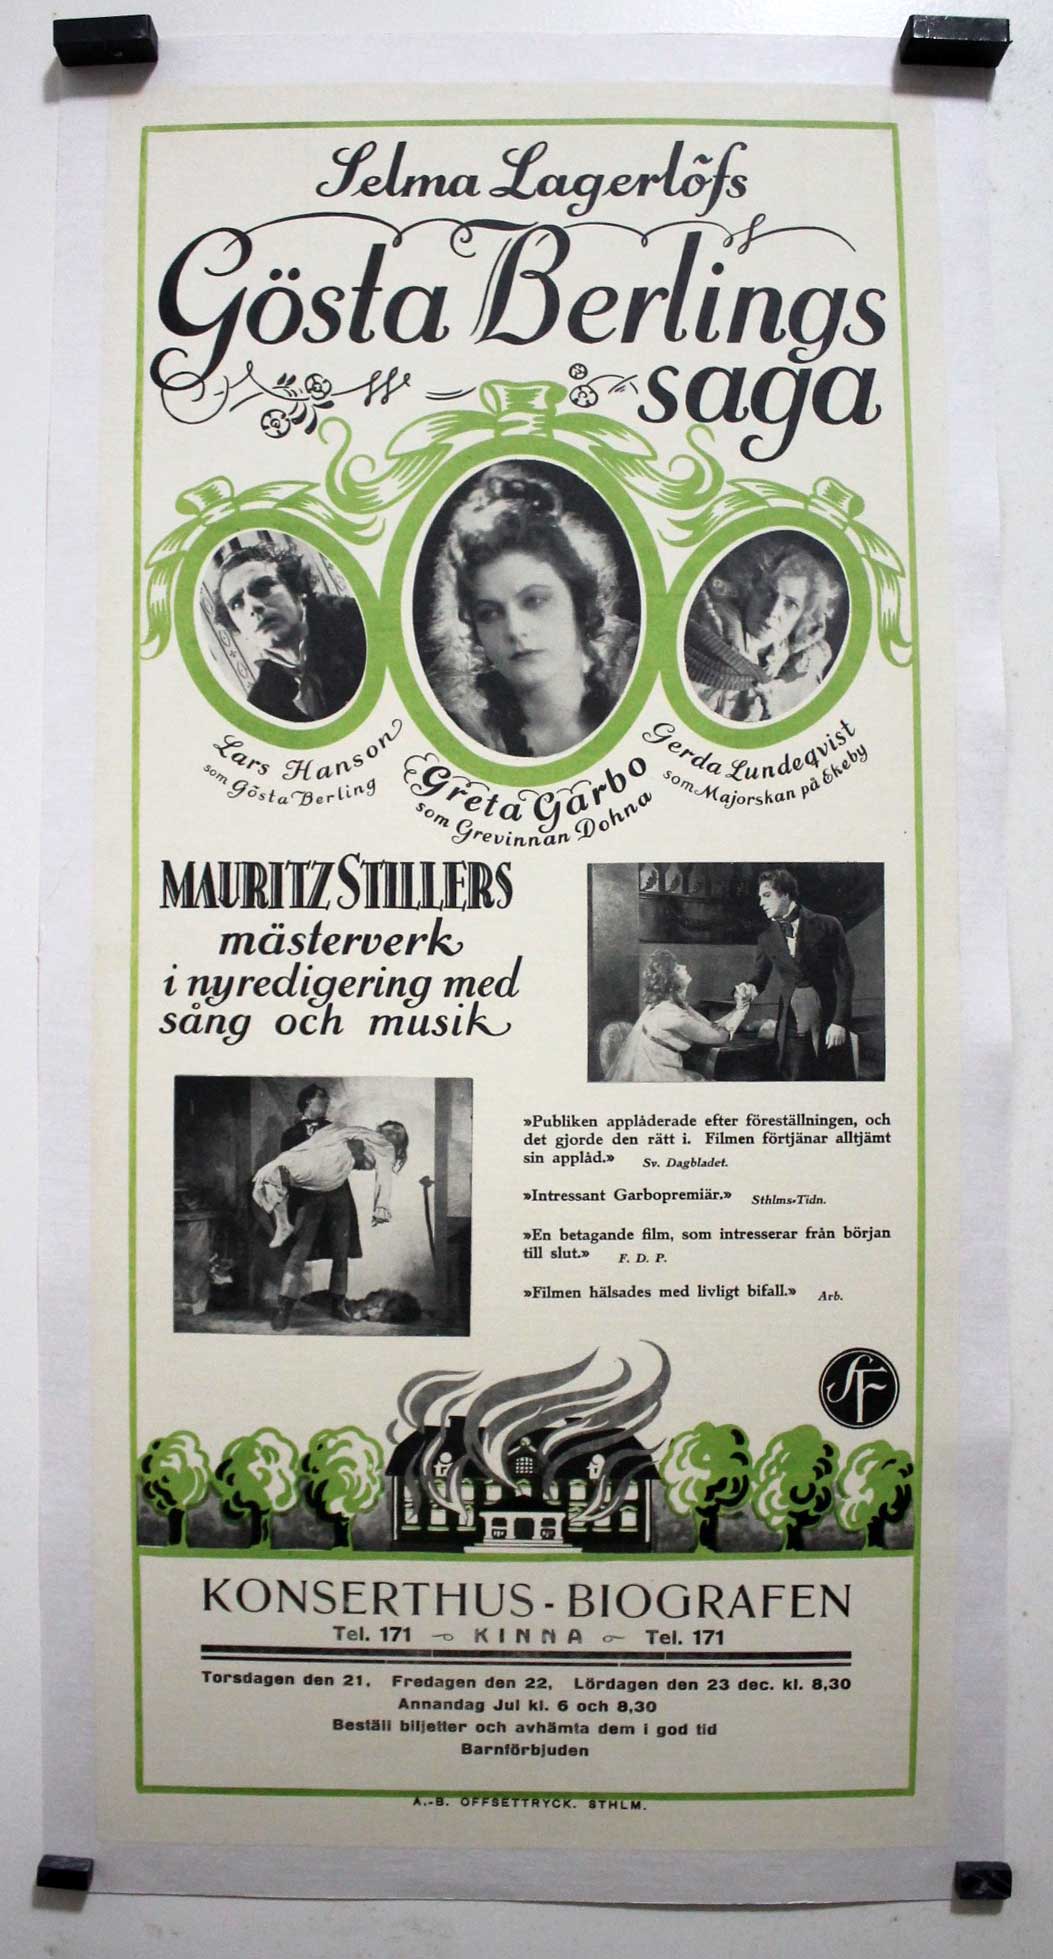 Selma Lagerlöfs
Gösta Berlings
saga
Lars Hanson
som Gösta Berling
Greta Garbo
som Grevinnan Dohna
Gerda Lundeqvist
som Majorskan på Ekeby
MAURITZ STILLERS
mästerverk
i nyredigering med
sång och musik
»Publiken applåderade efter föreställningen, och
det gjorde den rätt i. Filmen förtjänar alltjämt
sin applåd.» Sv. Dagbladet.
»Intressant Garbopremiär.» Sthlms-Tidn.
»En betagande film, som intresserar från början
till slut.» F. D. P.
»Filmen hälsades med livligt bifall.» Arb.
SF
KONSERTHUS-BIOGRAFEN
Tel. 171 KINNA Tel. 171
Torsdagen den 21, Fredagen den 22, Lördagen den 23 dec. kl. 8,30
Annandag Jul kl. 6 och 8,30
Beställ biljetter och avhämta dem i god tid
Barnförbjuden
A.-B. OFFSETTRYCK. STHLM.